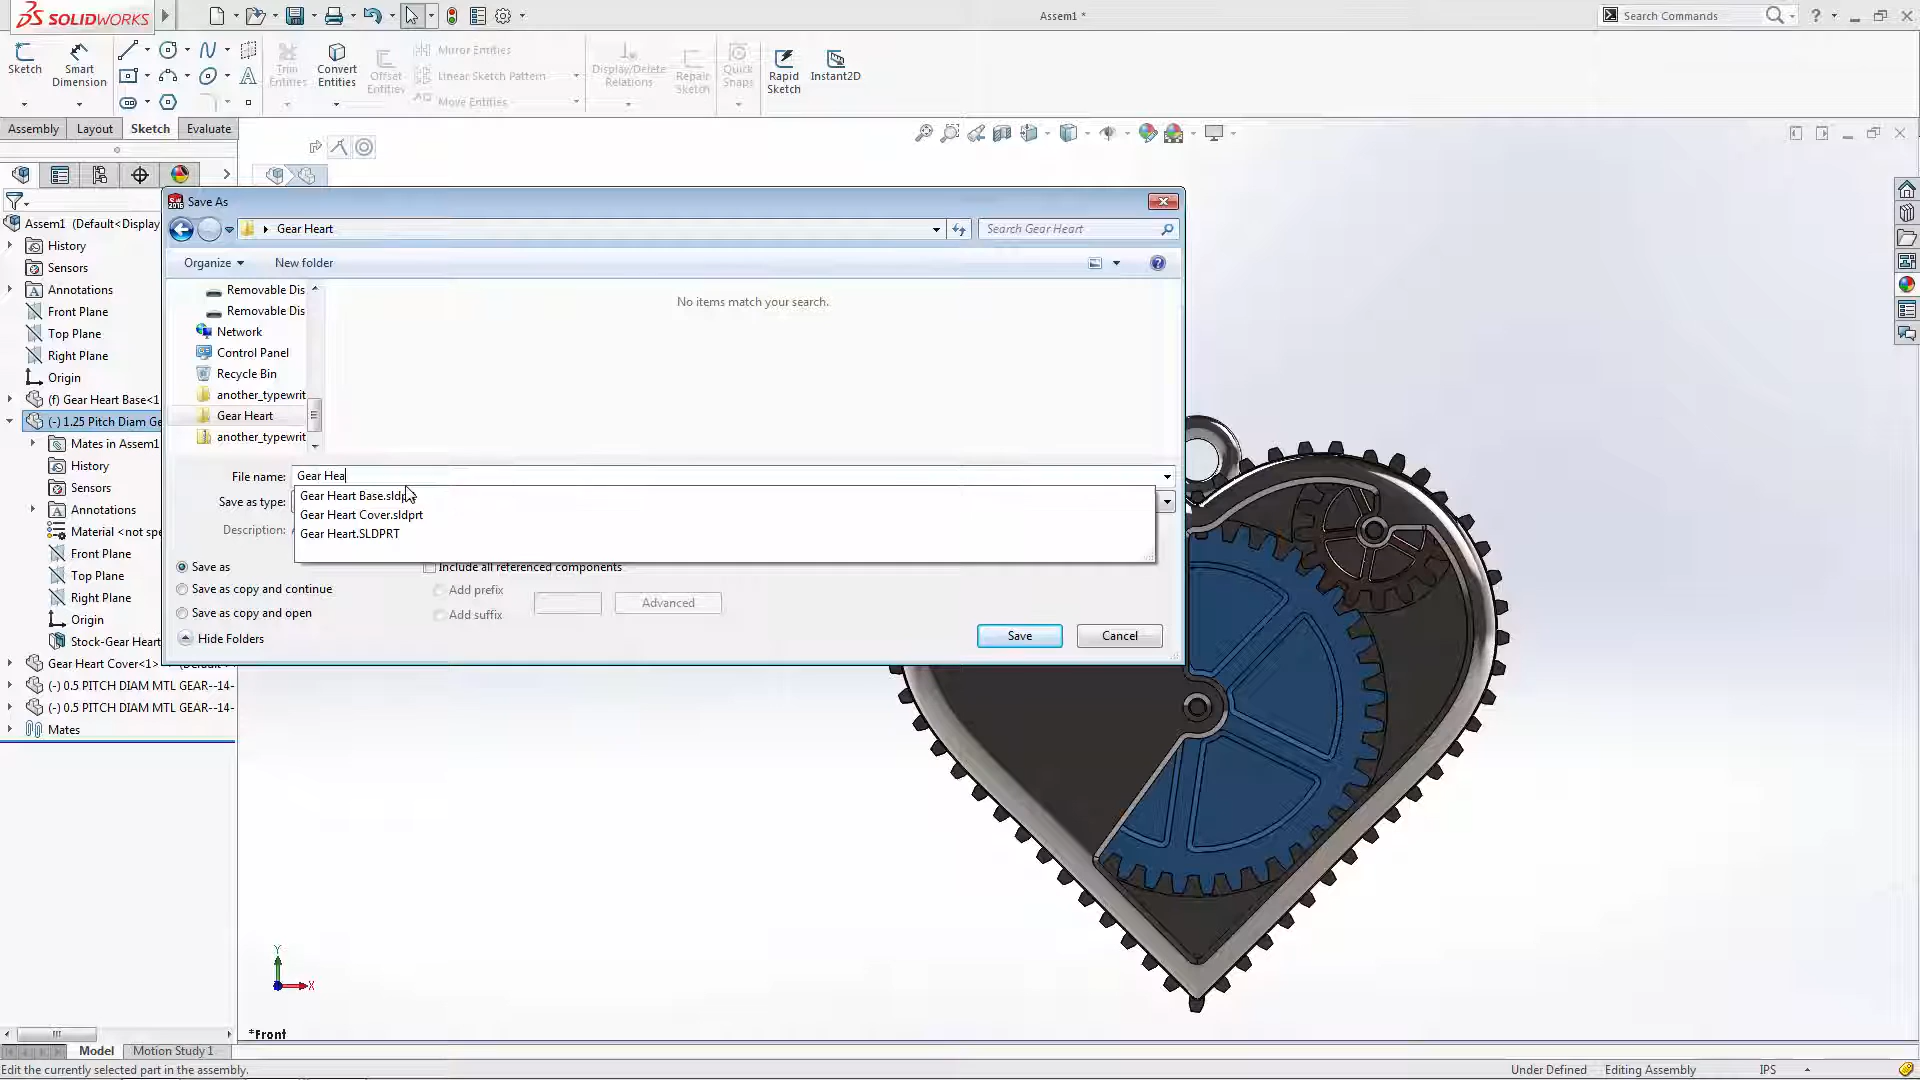 SOLIDWORKS
Assem1 *
Search Commands
Sketch
Smart Dimension
Trim Entities
Convert Entities
Offset Entities
Mirror Entities
Linear Sketch Pattern
Move Entities
Display/Delete Relations
Repair Sketch
Quick Snaps
Rapid Sketch
Instant2D
Assembly
Layout
Sketch
Evaluate
Assem1 (Default<Display
History
Sensors
Annotations
Front Plane
Top Plane
Right Plane
Origin
(f) Gear Heart Base<1
(-) 1.25 Pitch Diam Ge
Mates in Assem1
History
Sensors
Annotations
Material <not spe
Front Plane
Top Plane
Right Plane
Origin
Stock-Gear Heart
Gear Heart Cover<1>
(-) 0.5 PITCH DIAM MTL GEAR--14-
(-) 0.5 PITCH DIAM MTL GEAR--14-
Mates
Save As
Gear Heart
Search Gear Heart
Organize
New folder
Removable Dis
Removable Dis
Network
Control Panel
Recycle Bin
another_typewrit
Gear Heart
another_typewrit
No items match your search.
File name: Gear Hea
Save as type:
Description:
Gear Heart Base.sldp
Gear Heart Cover.sldprt
Gear Heart.SLDPRT
Save as
Include all referenced components
Save as copy and continue
Add prefix
Advanced
Save as copy and open
Add suffix
Hide Folders
Save
Cancel
Y
X
*Front
Model
Motion Study 1
Edit the currently selected part in the assembly.
Under Defined
Editing Assembly
IPS